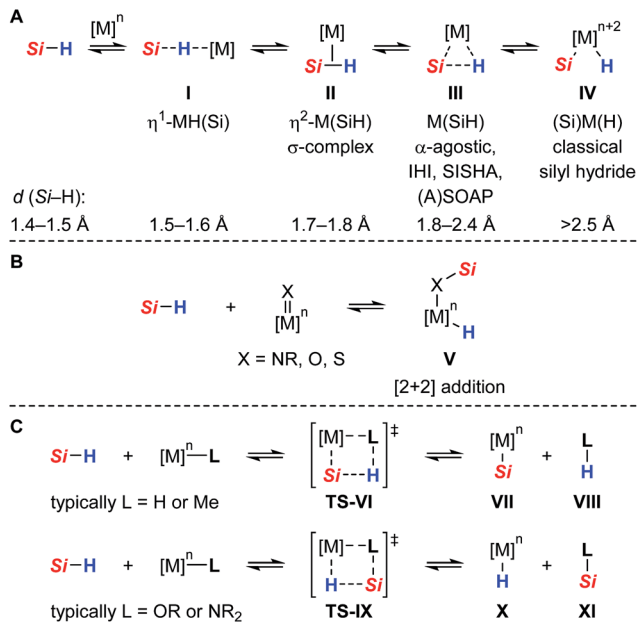 A
Si–H [M]ⁿ Si--H--[M] [M] Si–H [M] Si---H [M]ⁿ⁺² Si H
I II III IV
η¹-MH(Si) η²-M(SiH) M(SiH) (Si)M(H)
σ-complex α-agostic, classical
IHI, SISHA, silyl hydride
(A)SOAP
d (Si–H):
1.4–1.5 Å 1.5–1.6 Å 1.7–1.8 Å 1.8–2.4 Å >2.5 Å
B
Si–H + X [M]ⁿ X Si [M]ⁿ H
X = NR, O, S V
[2+2] addition
C
Si–H + [M]ⁿ–L [M]--L Si---H ‡ [M]ⁿ Si + L H
typically L = H or Me TS-VI VII VIII
Si–H + [M]ⁿ–L [M]--L H---Si ‡ [M]ⁿ H + L Si
typically L = OR or NR₂ TS-IX X XI